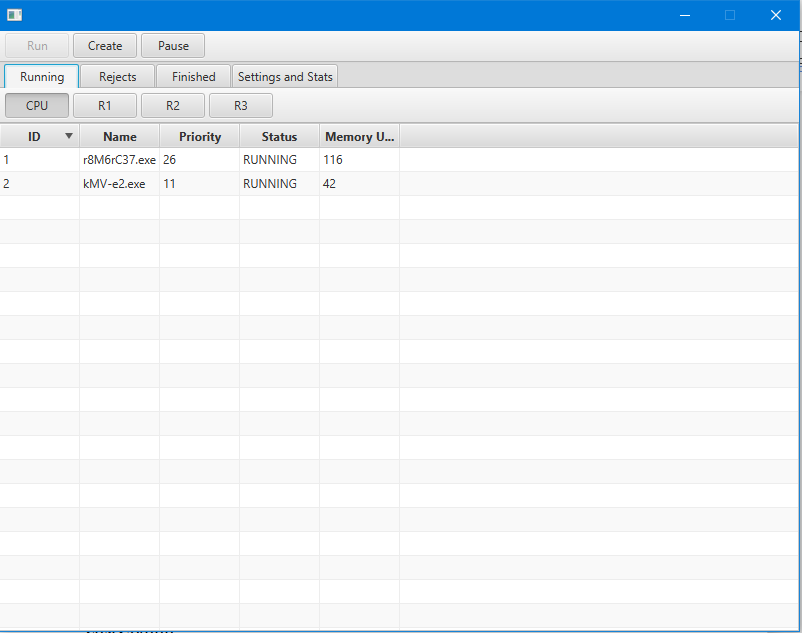 Run Create Pause
Running Rejects Finished Settings and Stats
CPU R1 R2 R3
ID Name Priority Status Memory U...
1 r8M6rC37.exe 26 RUNNING 116
2 kMV-e2.exe 11 RUNNING 42